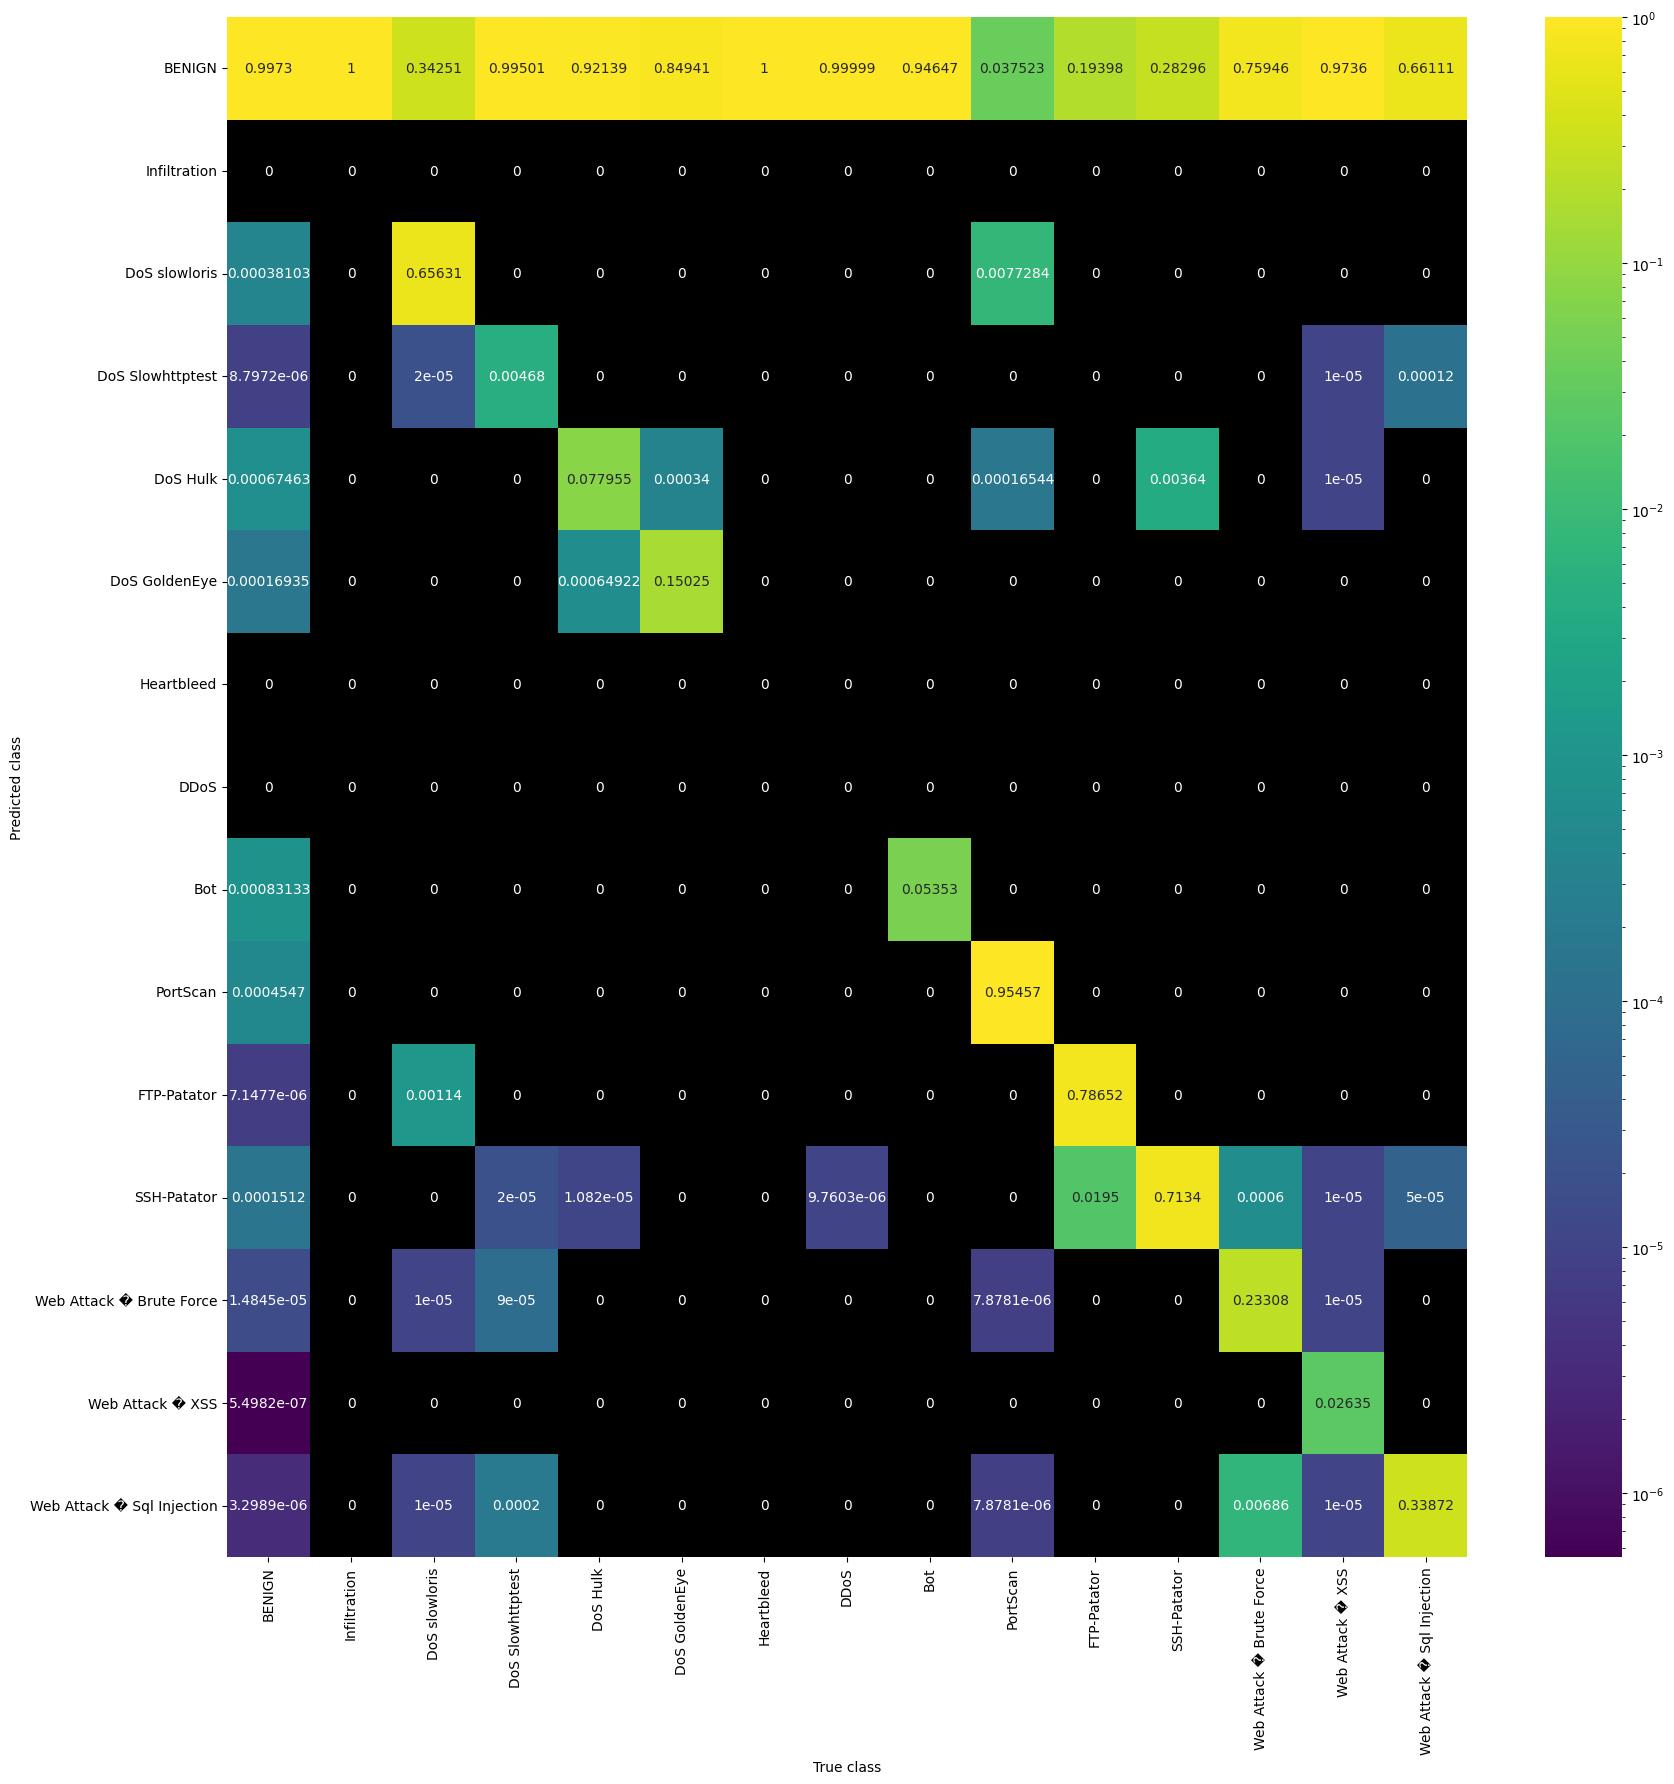 BENIGN 0.9973 1 0.34251 0.99501 0.92139 0.84941 1 0.99999 0.94647 0.037523 0.19398 0.28296 0.75946 0.9736 0.66111
Infiltration 0 0 0 0 0 0 0 0 0 0 0 0 0 0 0
DoS slowloris 0.00038103 0 0.65631 0 0 0 0 0 0 0.0077284 0 0 0 0 0
DoS Slowhttptest 8.7972e-06 0 2e-05 0.00468 0 0 0 0 0 0 0 0 0 1e-05 0.00012
DoS Hulk 0.00067463 0 0 0 0.077955 0.00034 0 0 0 0.00016544 0 0.00364 0 1e-05 0
DoS GoldenEye 0.00016935 0 0 0 0.00064922 0.15025 0 0 0 0 0 0 0 0 0
Heartbleed 0 0 0 0 0 0 0 0 0 0 0 0 0 0 0
DDoS 0 0 0 0 0 0 0 0 0 0 0 0 0 0 0
Bot 0.00083133 0 0 0 0 0 0 0 0.05353 0 0 0 0 0 0
PortScan 0.0004547 0 0 0 0 0 0 0 0 0.95457 0 0 0 0 0
FTP-Patator 7.1477e-06 0 0.00114 0 0 0 0 0 0 0 0.78652 0 0 0 0
SSH-Patator 0.0001512 0 0 2e-05 1.082e-05 0 0 9.7603e-06 0 0 0.0195 0.7134 0.0006 1e-05 5e-05
Web Attack � Brute Force 1.4845e-05 0 1e-05 9e-05 0 0 0 0 0 7.8781e-06 0 0 0.23308 1e-05 0
Web Attack � XSS 5.4982e-07 0 0 0 0 0 0 0 0 0 0 0 0 0.02635 0
Web Attack � Sql Injection 3.2989e-06 0 1e-05 0.0002 0 0 0 0 0 7.8781e-06 0 0 0.00686 1e-05 0.33872
Predicted class
BENIGN
Infiltration
DoS slowloris
DoS Slowhttptest
DoS Hulk
DoS GoldenEye
Heartbleed
DDoS
Bot
PortScan
FTP-Patator
SSH-Patator
Web Attack � Brute Force
Web Attack � XSS
Web Attack � Sql Injection
True class
10⁰
10⁻¹
10⁻²
10⁻³
10⁻⁴
10⁻⁵
10⁻⁶